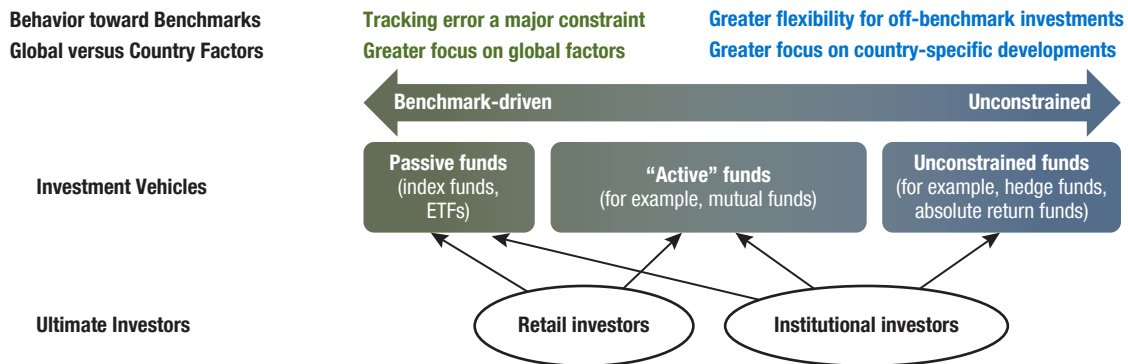 Behavior toward Benchmarks
Tracking error a major constraint
Greater flexibility for off-benchmark investments
Global versus Country Factors
Greater focus on global factors
Greater focus on country-specific developments
Benchmark-driven
Unconstrained
Investment Vehicles
Passive funds
(index funds,
ETFs)
“Active” funds
(for example, mutual funds)
Unconstrained funds
(for example, hedge funds,
absolute return funds)
Ultimate Investors
Retail investors
Institutional investors